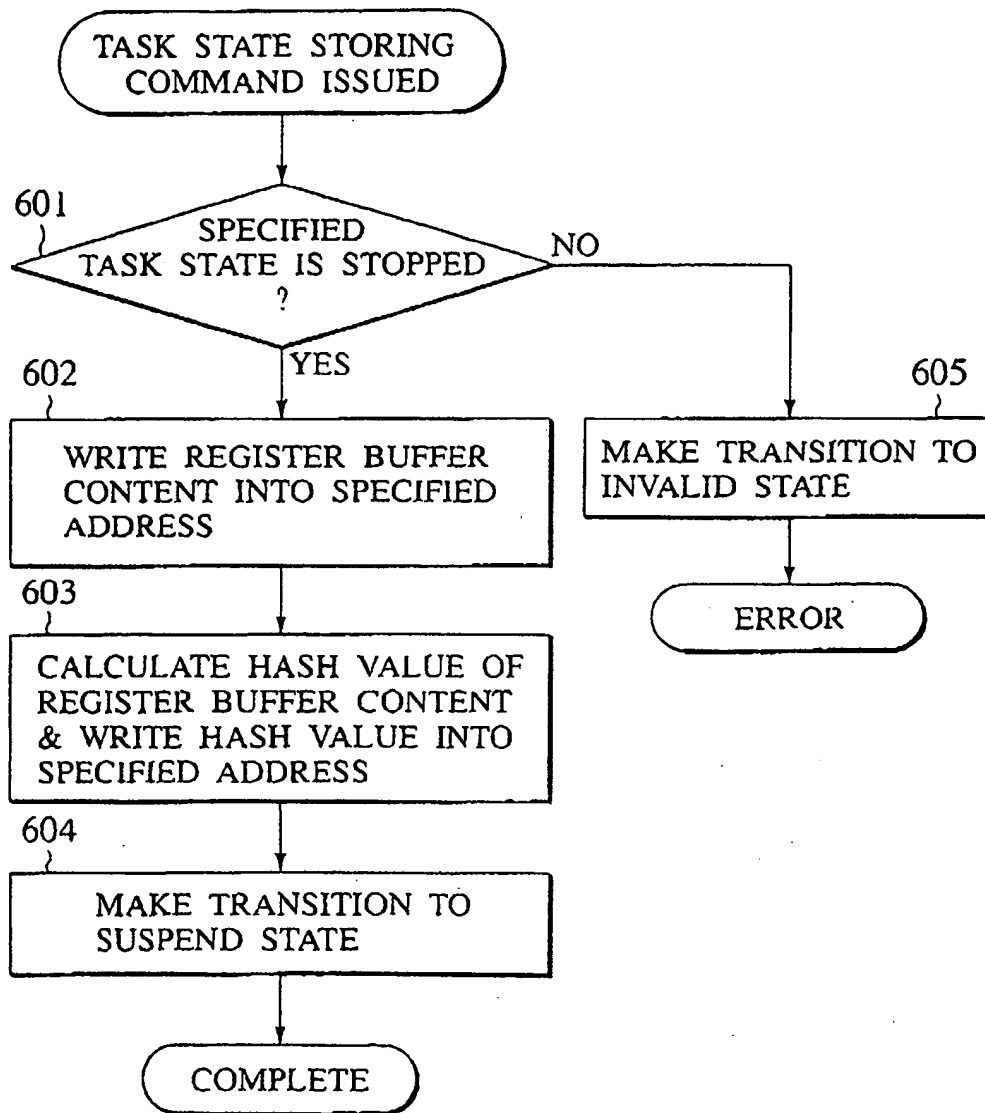 TASK STATE STORING
COMMAND ISSUED
601
SPECIFIED
TASK STATE IS STOPPED
?
NO
YES
602
WRITE REGISTER BUFFER
CONTENT INTO SPECIFIED
ADDRESS
605
MAKE TRANSITION TO
INVALID STATE
603
CALCULATE HASH VALUE OF
REGISTER BUFFER CONTENT
& WRITE HASH VALUE INTO
SPECIFIED ADDRESS
ERROR
604
MAKE TRANSITION TO
SUSPEND STATE
COMPLETE